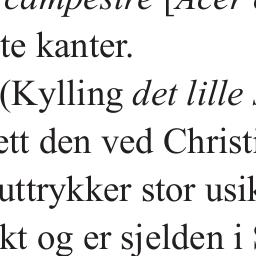 campestre [Acer
te kanter.
(Kylling det lille
ett den ved Christi
uttrykker stor usik
kt og er sjelden i S